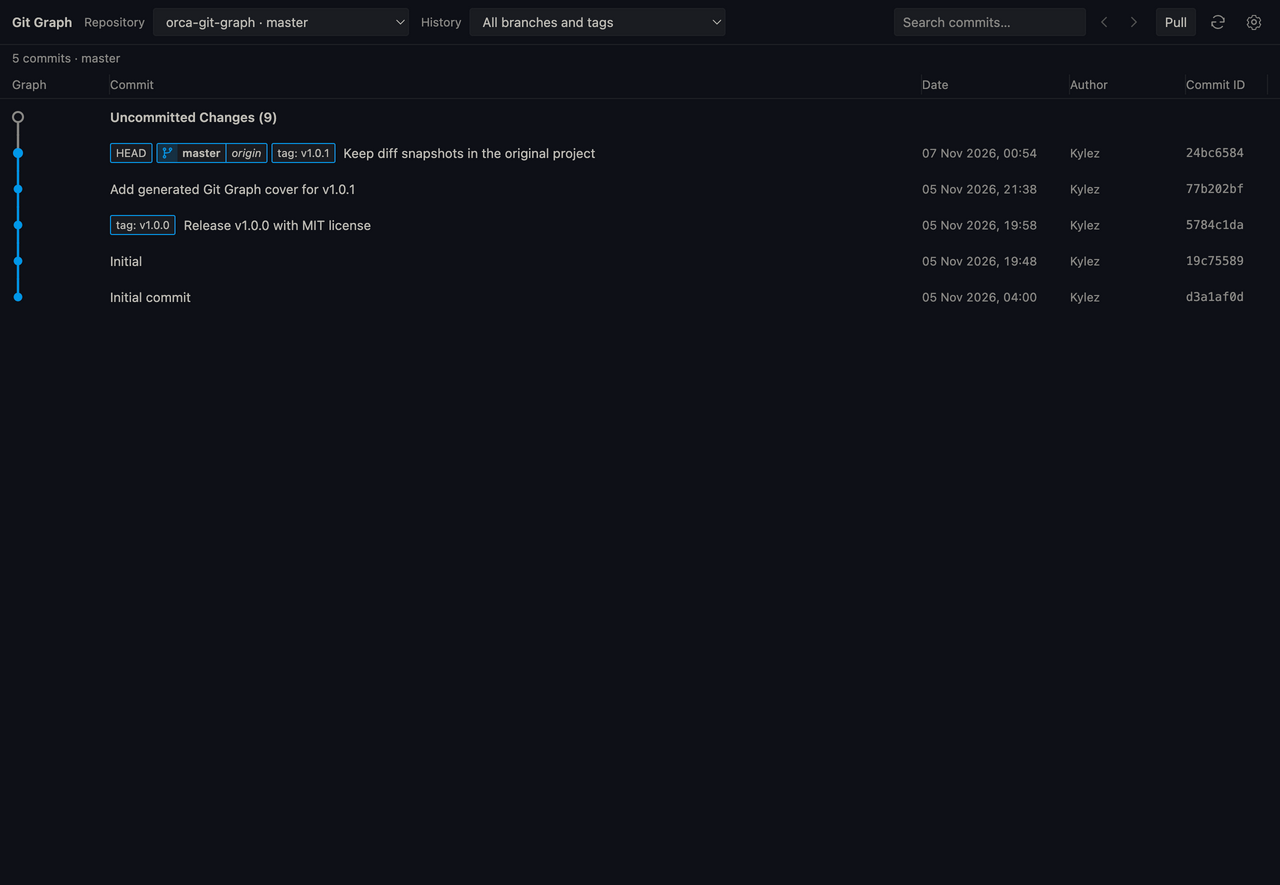 Git Graph Repository orca-git-graph · master History All branches and tags Search commits... Pull
5 commits · master
Graph Commit Date Author Commit ID
Uncommitted Changes (9)
HEAD master origin tag: v1.0.1 Keep diff snapshots in the original project 07 Nov 2026, 00:54 Kylez 24bc6584
Add generated Git Graph cover for v1.0.1 05 Nov 2026, 21:38 Kylez 77b202bf
tag: v1.0.0 Release v1.0.0 with MIT license 05 Nov 2026, 19:58 Kylez 5784c1da
Initial 05 Nov 2026, 19:48 Kylez 19c75589
Initial commit 05 Nov 2026, 04:00 Kylez d3a1af0d